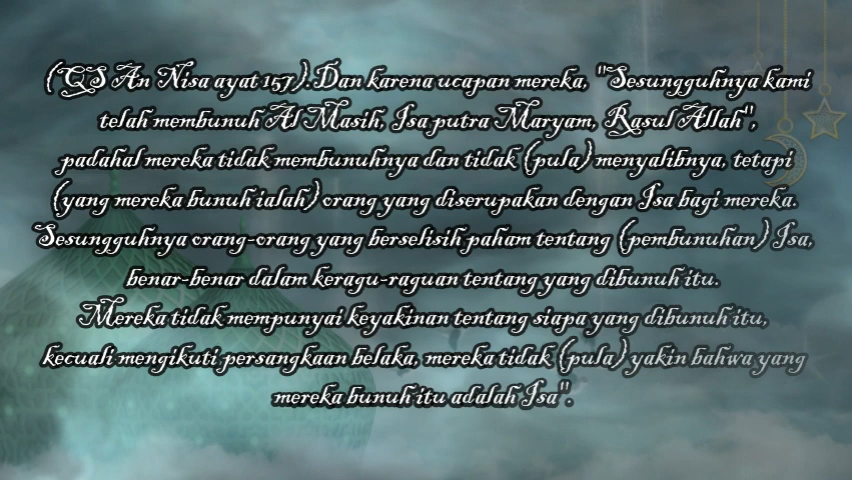 (QS An Nisa ayat 157). Dan karena ucapan mereka, "Sesungguhnya kami
telah membunuh Al Masih, Isa putra Maryam, Rasul Allah",
padahal mereka tidak membunuhnya dan tidak (pula) menyalibnya, tetapi
(yang mereka bunuh ialah) orang yang diserupakan dengan Isa bagi mereka.
Sesungguhnya orang-orang yang berselisih paham tentang (pembunuhan) Isa,
benar-benar dalam keragu-raguan tentang yang dibunuh itu.
Mereka tidak mempunyai keyakinan tentang siapa yang dibunuh itu,
kecuali mengikuti persangkaan belaka, mereka tidak (pula) yakin bahwa yang
mereka bunuh itu adalah Isa".